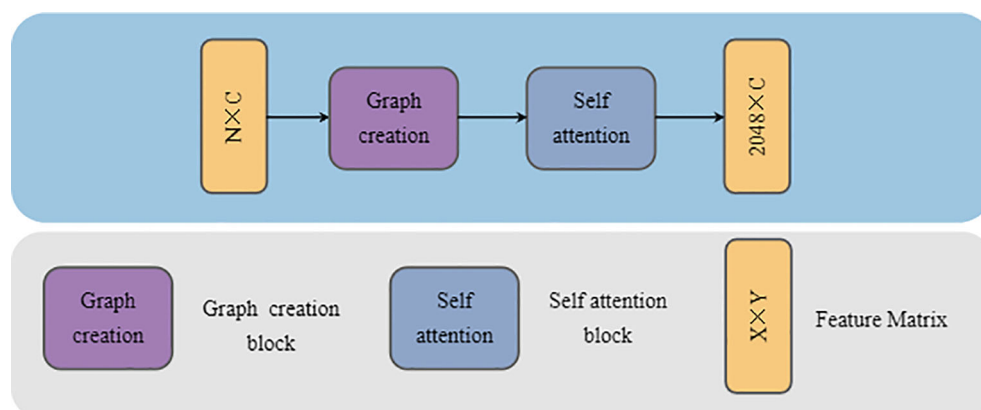 N×C
Graph
creation
Self
attention
2048×C
Graph
creation
Graph creation
block
Self
attention
Self attention
block
X×Y
Feature Matrix